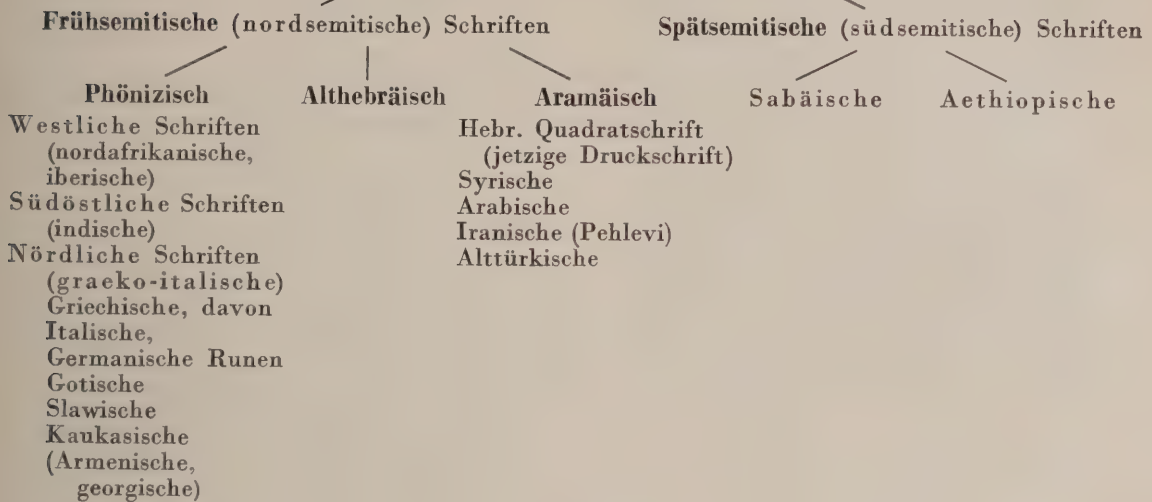 Frühsemitische (nordsemitische) Schriften
Spätsemitische (südsemitische) Schriften
Phönizisch
Westliche Schriften
(nordafrikanische,
iberische)
Südöstliche Schriften
(indische)
Nördliche Schriften
(graeko-italische)
Griechische, davon
Italische,
Germanische Runen
Gotische
Slawische
Kaukasische
(Armenische,
georgische)
Althebräisch
Aramäisch
Hebr. Quadratschrift
(jetzige Druckschrift)
Syrische
Arabische
Iranische (Pehlevi)
Alttürkische
Sabäische
Aethiopische